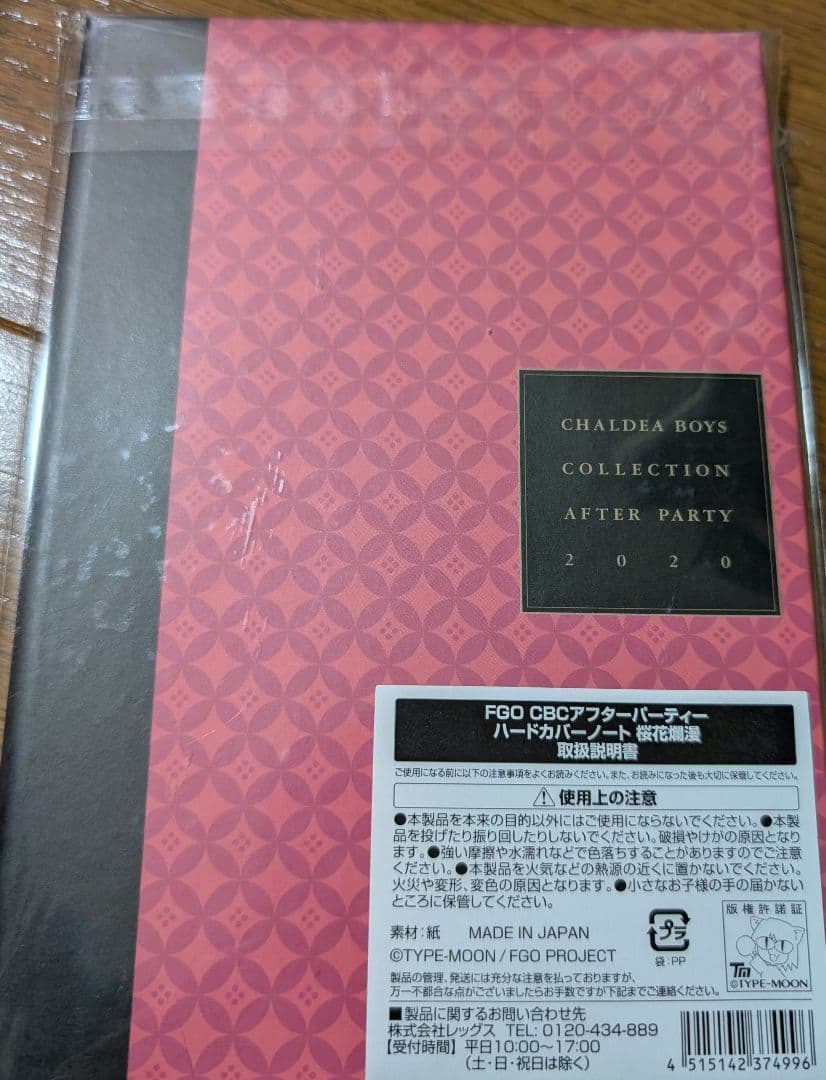 CHALDEA BOYS
COLLECTION
AFTER PARTY
2020
FGO CBCアフターパーティー
ハードカバーノート 桜花爛漫
取扱説明書
ご使用になる前に以下の注意事項をよくお読みください。また、お読みになった後も大切に保管してください。
⚠使用上の注意
●本製品を本来の目的以外にはご使用にならないでください。●本製
品を投げたり振り回したりしないでください。破損やけがの原因となり
ます。●強い摩擦や水濡れなどで色落ちすることがありますのでご注意
ください。●本製品を火気などの熱源の近くに置かないでください。
火災や変形、変色の原因となります。●小さなお子様の手の届かない
ところに保管してください。
素材:紙 MADE IN JAPAN
©TYPE-MOON / FGO PROJECT
プラ
袋:PP
版権許諾証
TM
©TYPE-MOON
製品の管理、発送には充分な注意を払っておりますが、
万一不都合な点がございましたらお手数ですが下記までご連絡ください。
■製品に関するお問い合わせ先
株式会社レッグス TEL: 0120-434-889
【受付時間】平日10:00〜17:00
(土・日・祝日は除く)
4 515142 374996